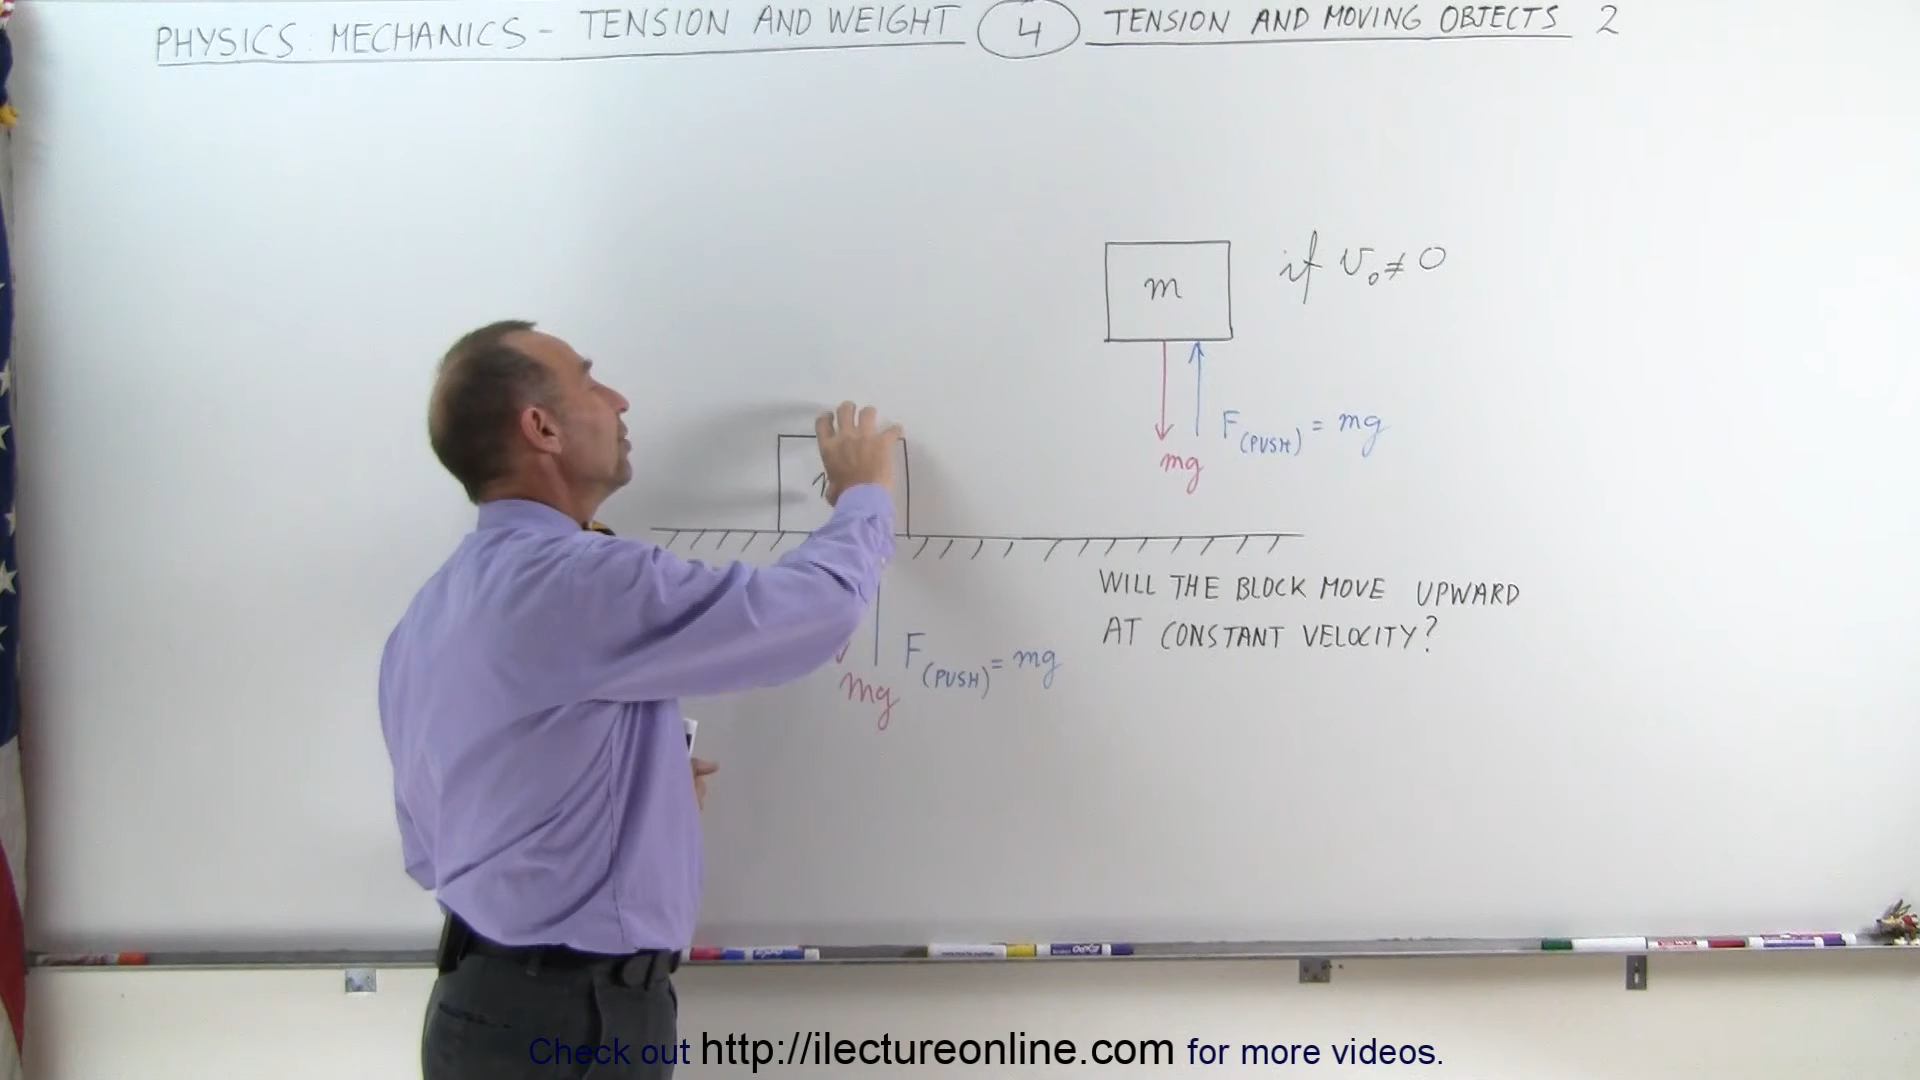 PHYSICS: MECHANICS - TENSION AND WEIGHT 4 TENSION AND MOVING OBJECTS 2
m
if v₀ ≠ 0
F(PUSH) = mg
mg
WILL THE BLOCK MOVE UPWARD
AT CONSTANT VELOCITY?
F(PUSH) = mg
mg
EXPO
Check out http://ilectureonline.com for more videos.